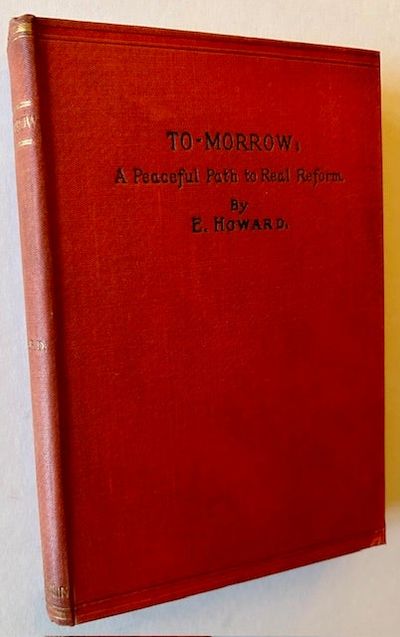 TO-MORROW:
A Peaceful Path to Real Reform.
By
E. HOWARD.